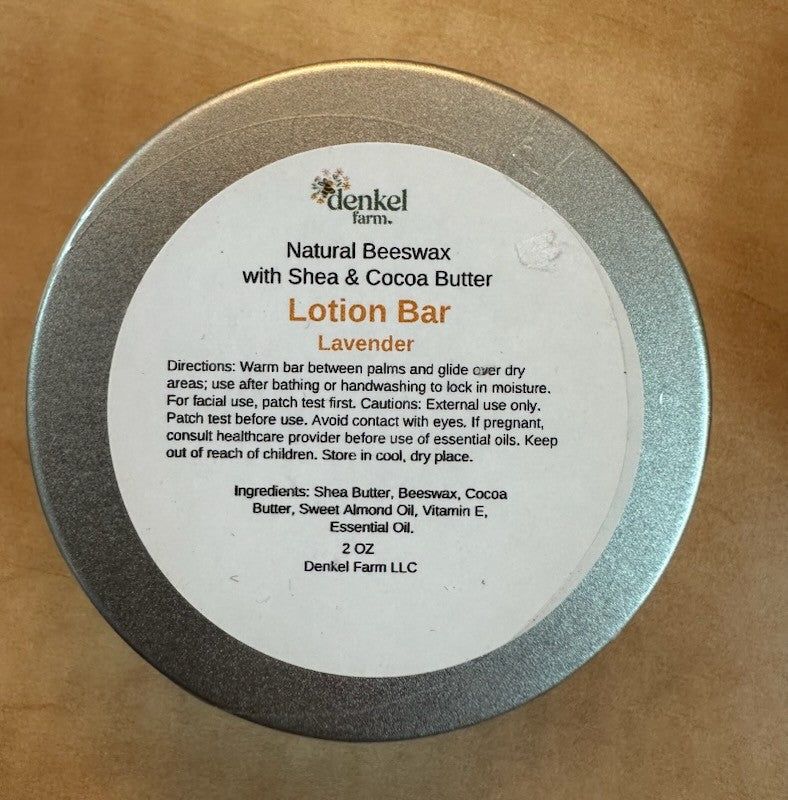 denkel
farm.
Natural Beeswax
with Shea & Cocoa Butter
Lotion Bar
Lavender
Directions: Warm bar between palms and glide over dry
areas; use after bathing or handwashing to lock in moisture.
For facial use, patch test first. Cautions: External use only.
Patch test before use. Avoid contact with eyes. If pregnant,
consult healthcare provider before use of essential oils. Keep
out of reach of children. Store in cool, dry place.
Ingredients: Shea Butter, Beeswax, Cocoa
Butter, Sweet Almond Oil, Vitamin E,
Essential Oil.
2 OZ
Denkel Farm LLC